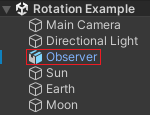 Rotation Example
Main Camera
Directional Light
Observer
Sun
Earth
Moon